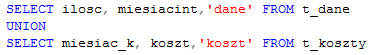 SELECT ilosc, miesiacint,'dane' FROM t_dane
UNION
SELECT miesiac_k, koszt,'koszt' FROM t_koszty